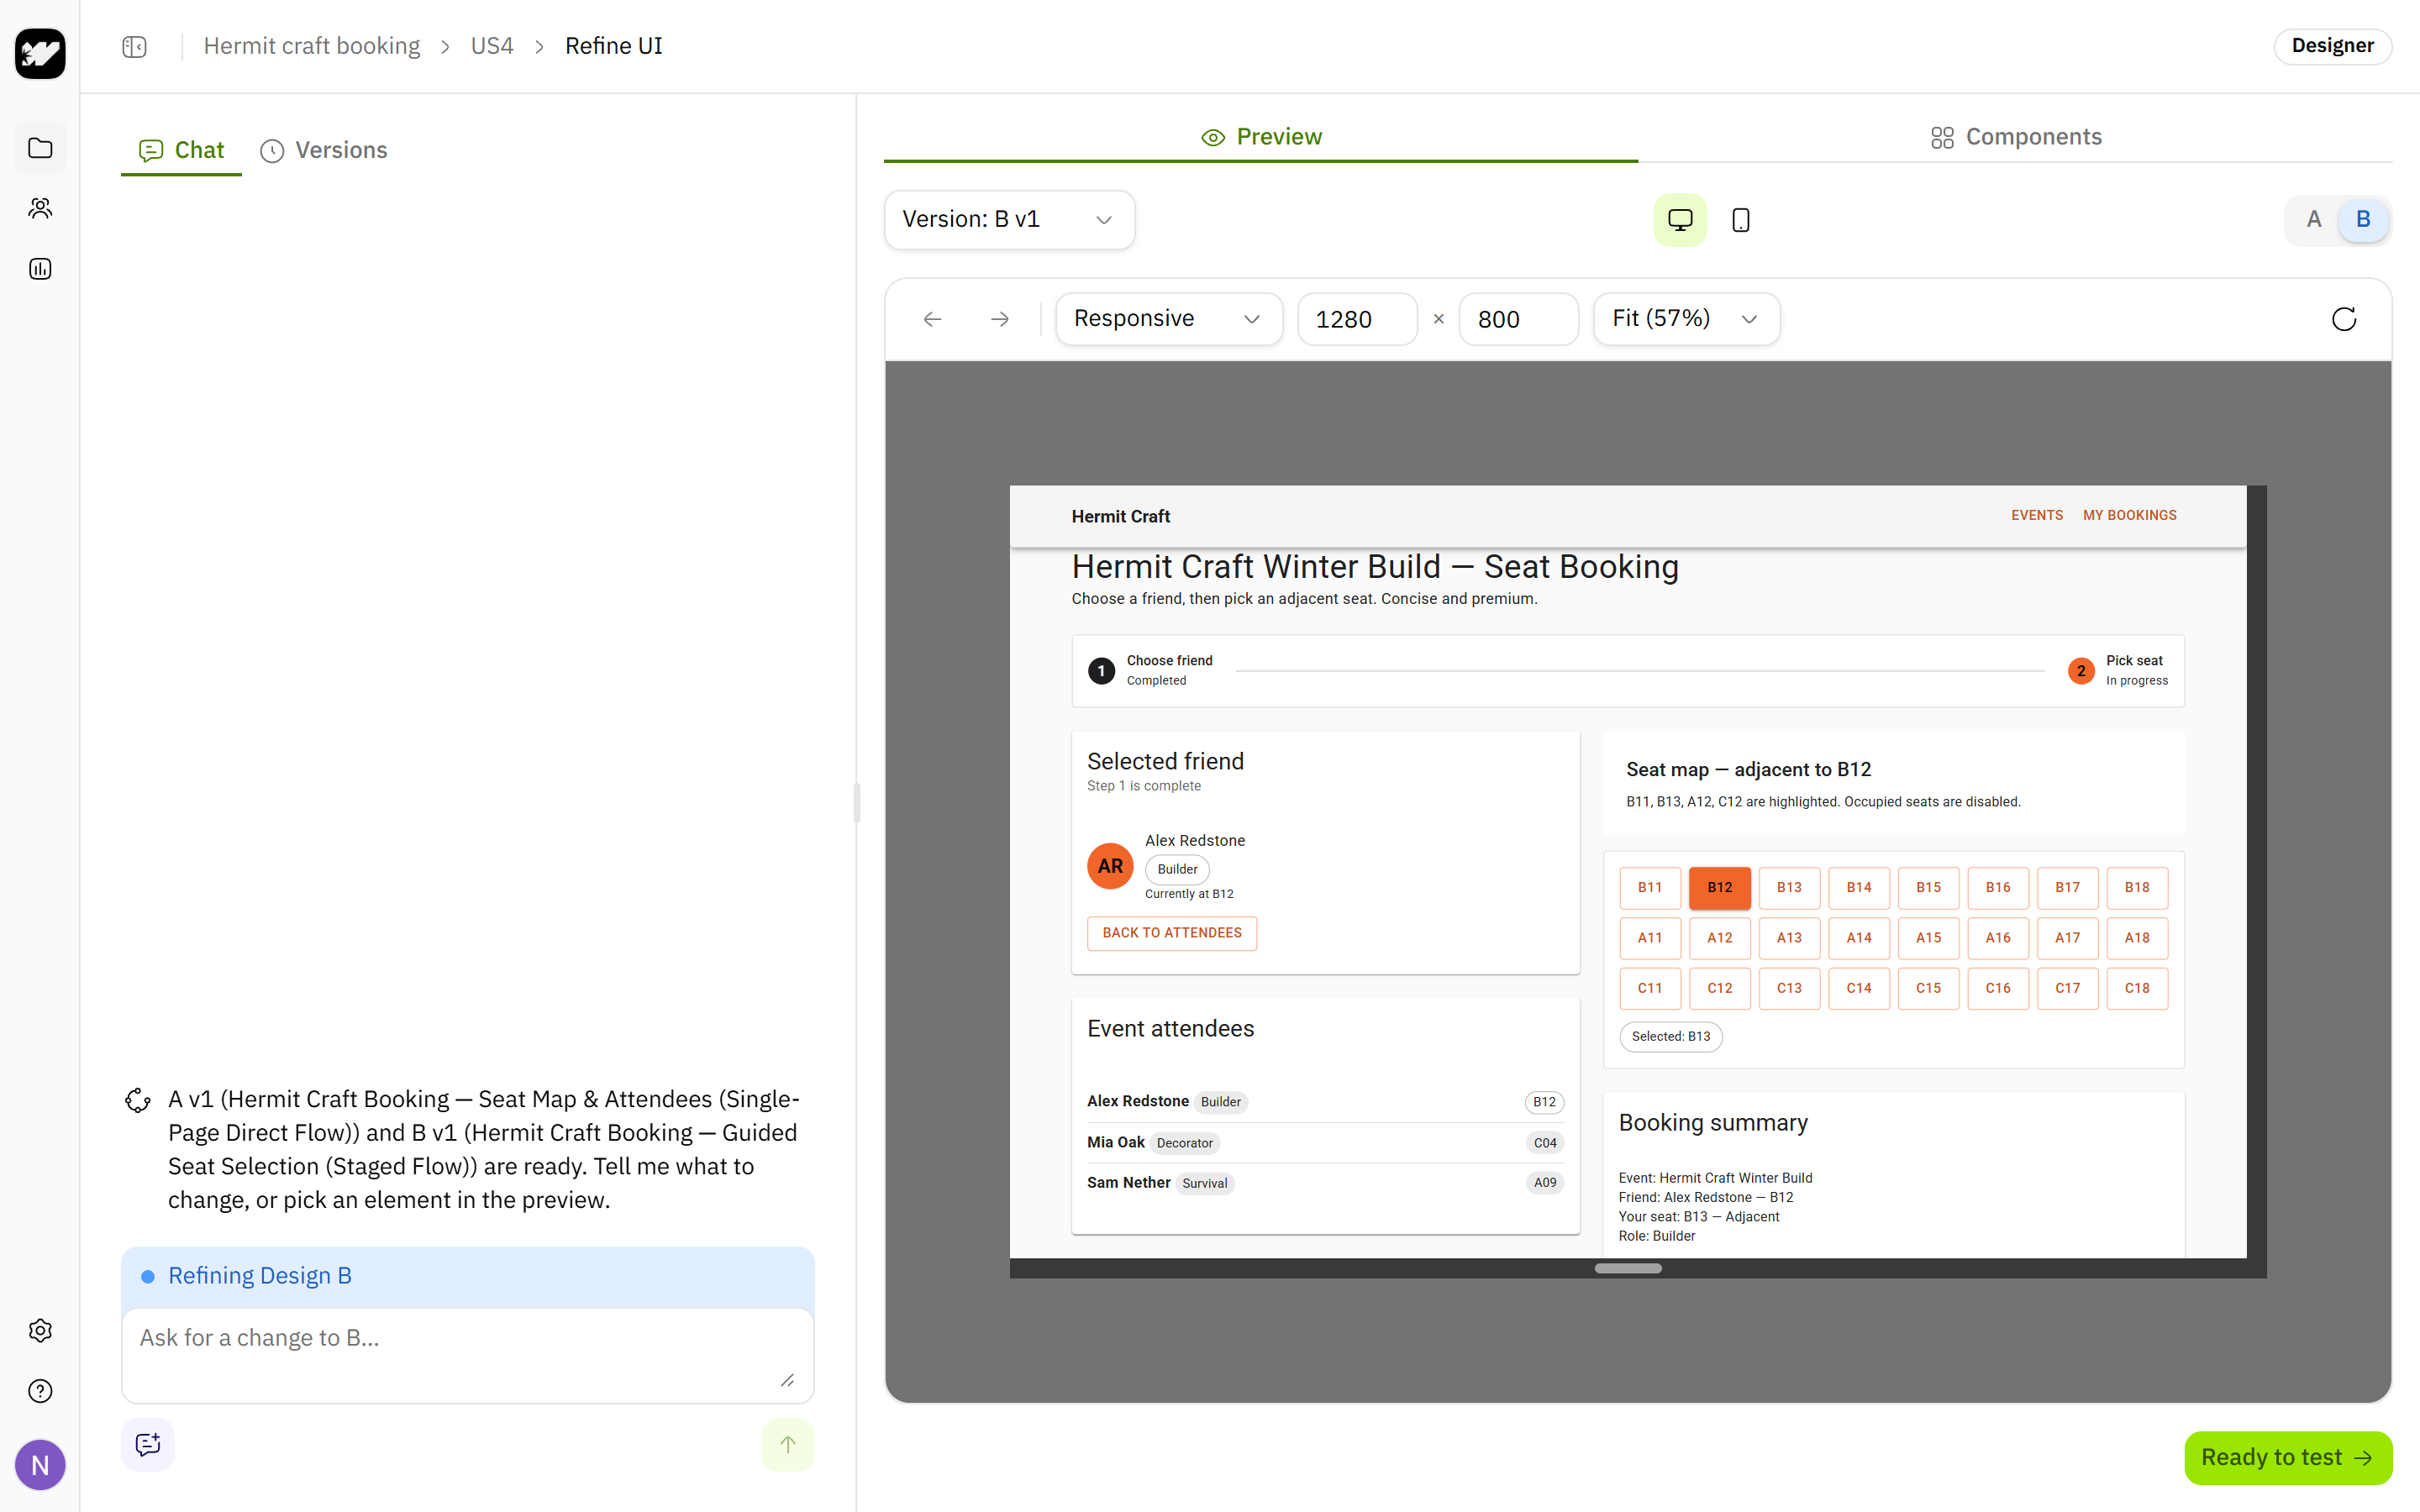 Hermit craft booking > US4 > Refine UI
Designer
Chat
Versions
Preview
Components
Version: B v1
A
B
Responsive
1280
×
800
Fit (57%)
Hermit Craft
EVENTS
MY BOOKINGS
Hermit Craft Winter Build — Seat Booking
Choose a friend, then pick an adjacent seat. Concise and premium.
1
Choose friend
Completed
2
Pick seat
In progress
Selected friend
Step 1 is complete
AR
Alex Redstone
Builder
Currently at B12
BACK TO ATTENDEES
Event attendees
Alex Redstone Builder B12
Mia Oak Decorator C04
Sam Nether Survival A09
Seat map — adjacent to B12
B11, B13, A12, C12 are highlighted. Occupied seats are disabled.
B11 B12 B13 B14 B15 B16 B17 B18
A11 A12 A13 A14 A15 A16 A17 A18
C11 C12 C13 C14 C15 C16 C17 C18
Selected: B13
Booking summary
Event: Hermit Craft Winter Build
Friend: Alex Redstone — B12
Your seat: B13 — Adjacent
Role: Builder
A v1 (Hermit Craft Booking — Seat Map & Attendees (Single-
Page Direct Flow)) and B v1 (Hermit Craft Booking — Guided
Seat Selection (Staged Flow)) are ready. Tell me what to
change, or pick an element in the preview.
Refining Design B
Ask for a change to B...
N
Ready to test